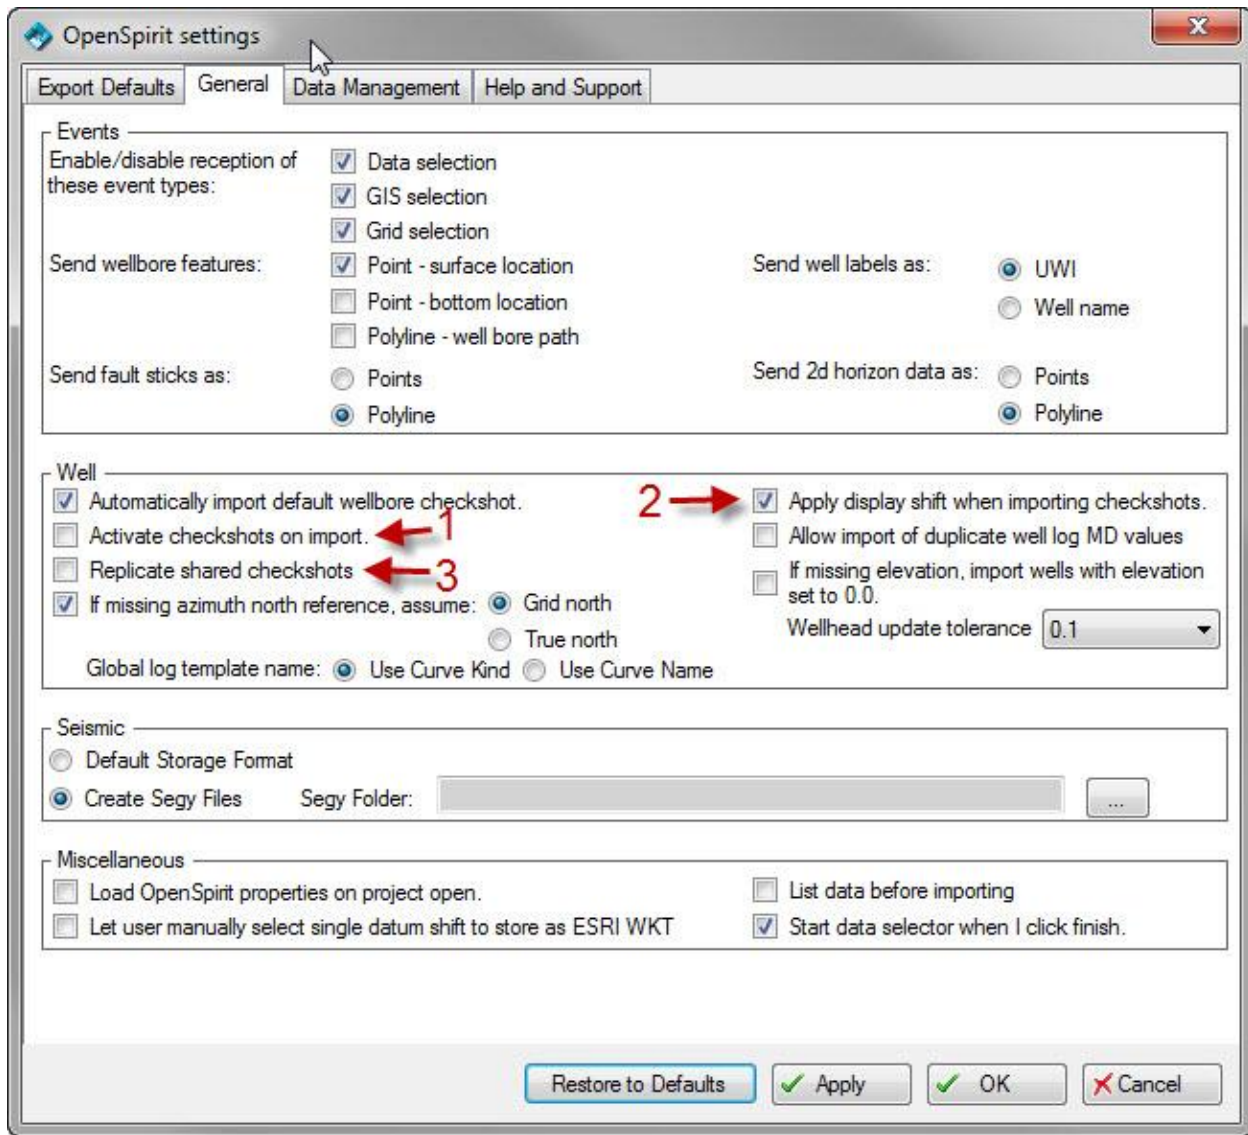 OpenSpirit settings
Export Defaults General Data Management Help and Support
Events
Enable/disable reception of
these event types:
Data selection
GIS selection
Grid selection
Send wellbore features:
Point - surface location
Point - bottom location
Polyline - well bore path
Send well labels as:
UWI
Well name
Send fault sticks as:
Points
Polyline
Send 2d horizon data as:
Points
Polyline
Well
Automatically import default wellbore checkshot.
Activate checkshots on import.
1
Replicate shared checkshots
3
If missing azimuth north reference, assume:
Grid north
True north
Global log template name: Use Curve Kind Use Curve Name
2
Apply display shift when importing checkshots.
Allow import of duplicate well log MD values
If missing elevation, import wells with elevation
set to 0.0.
Wellhead update tolerance 0.1
Seismic
Default Storage Format
Create Segy Files Segy Folder: ...
Miscellaneous
Load OpenSpirit properties on project open.
Let user manually select single datum shift to store as ESRI WKT
List data before importing
Start data selector when I click finish.
Restore to Defaults Apply OK Cancel